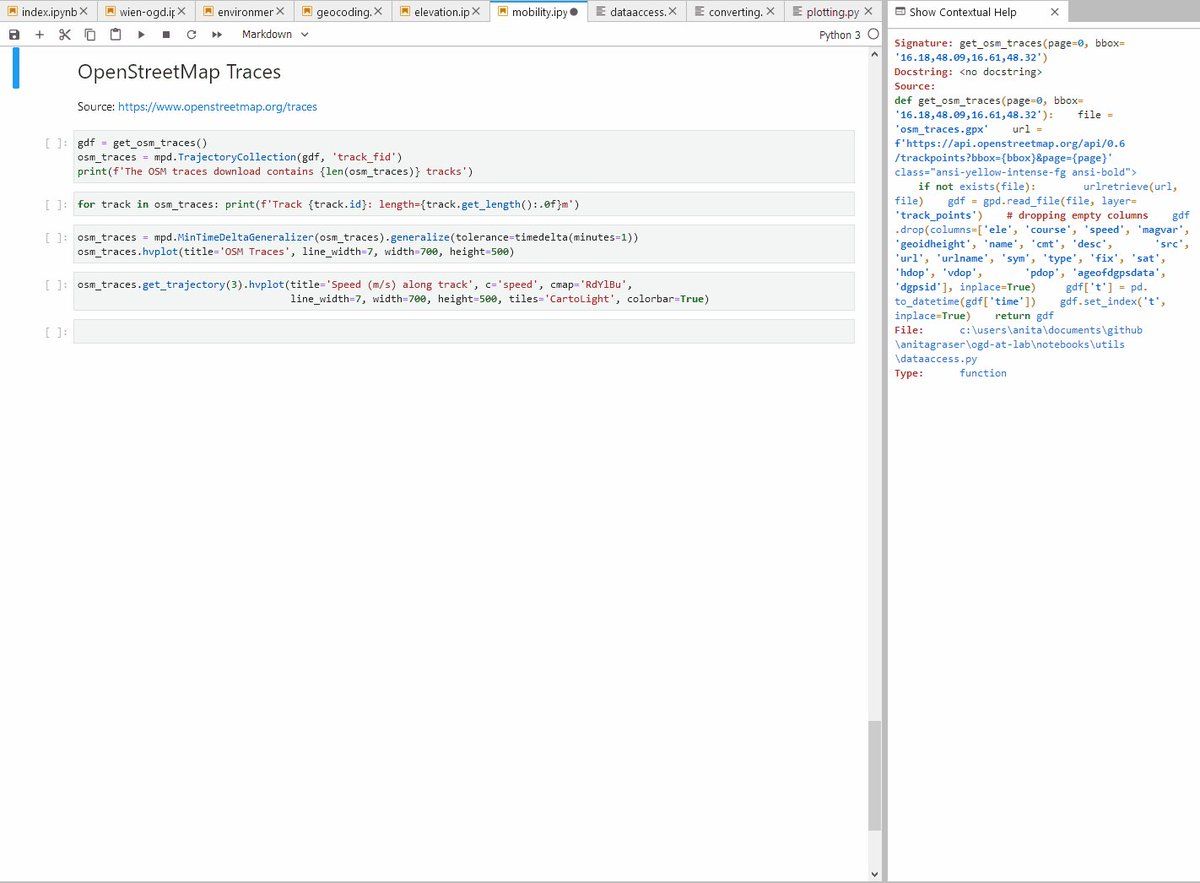 index.ipynb
wien-ogd.ip
environmer
geocoding.
elevation.ip
mobility.ipy
dataaccess.
converting.
plotting.py
Show Contextual Help
Markdown
Python 3
OpenStreetMap Traces
Source: https://www.openstreetmap.org/traces
[ ]:
gdf = get_osm_traces()
osm_traces = mpd.TrajectoryCollection(gdf, 'track_fid')
print(f'The OSM traces download contains {len(osm_traces)} tracks')
[ ]:
for track in osm_traces: print(f'Track {track.id}: length={track.get_length():.0f}m')
[ ]:
osm_traces = mpd.MinTimeDeltaGeneralizer(osm_traces).generalize(tolerance=timedelta(minutes=1))
osm_traces.hvplot(title='OSM Traces', line_width=7, width=700, height=500)
[ ]:
osm_traces.get_trajectory(3).hvplot(title='Speed (m/s) along track', c='speed', cmap='RdYlBu',
line_width=7, width=700, height=500, tiles='CartoLight', colorbar=True)
[ ]:
Signature: get_osm_traces(page=0, bbox=
'16.18,48.09,16.61,48.32')
Docstring: <no docstring>
Source:
def get_osm_traces(page=0, bbox=
'16.18,48.09,16.61,48.32'): file =
'osm_traces.gpx' url =
f'https://api.openstreetmap.org/api/0.6
/trackpoints?bbox={bbox}&page={page}'
class="ansi-yellow-intense-fg ansi-bold">
if not exists(file): urlretrieve(url,
file) gdf = gpd.read_file(file, layer=
'track_points') # dropping empty columns gdf
.drop(columns=['ele', 'course', 'speed', 'magvar',
'geoidheight', 'name', 'cmt', 'desc', 'src',
'url', 'urlname', 'sym', 'type', 'fix', 'sat',
'hdop', 'vdop', 'pdop', 'ageofdgpsdata',
'dgpsid'], inplace=True) gdf['t'] = pd.
to_datetime(gdf['time']) gdf.set_index('t',
inplace=True) return gdf
File: c:\users\anita\documents\github
\anitagraser\ogd-at-lab\notebooks\utils
\dataaccess.py
Type: function